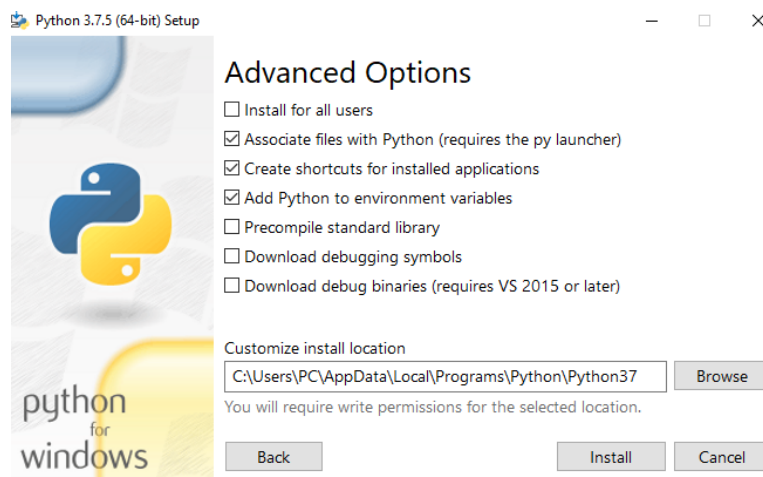 Python 3.7.5 (64-bit) Setup
Advanced Options
Install for all users
Associate files with Python (requires the py launcher)
Create shortcuts for installed applications
Add Python to environment variables
Precompile standard library
Download debugging symbols
Download debug binaries (requires VS 2015 or later)
Customize install location
C:\Users\PC\AppData\Local\Programs\Python\Python37 Browse
You will require write permissions for the selected location.
python
for
windows
Back Install Cancel